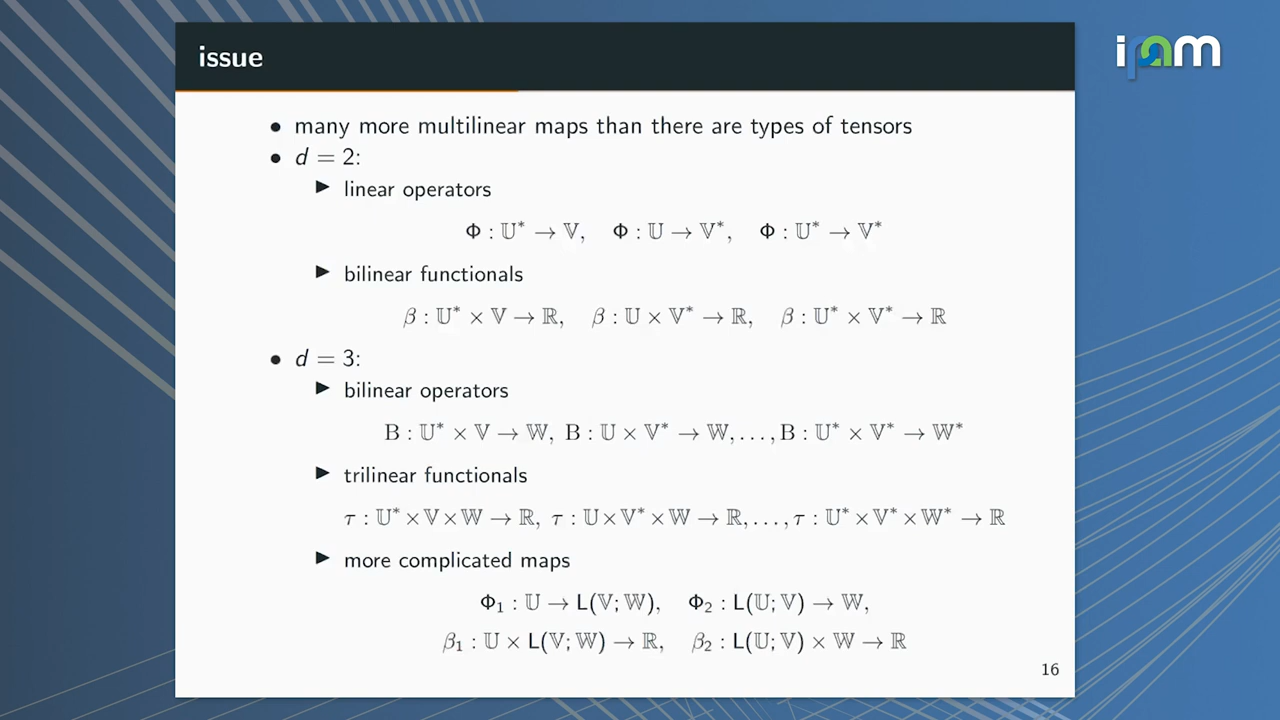 issue
ipam
• many more multilinear maps than there are types of tensors
• d = 2:
▶ linear operators
Φ : 𝕌* → 𝕍, Φ : 𝕌 → 𝕍*, Φ : 𝕌* → 𝕍*
▶ bilinear functionals
β : 𝕌* × 𝕍 → ℝ, β : 𝕌 × 𝕍* → ℝ, β : 𝕌* × 𝕍* → ℝ
• d = 3:
▶ bilinear operators
B : 𝕌* × 𝕍 → 𝕎, B : 𝕌 × 𝕍* → 𝕎, . . . , B : 𝕌* × 𝕍* → 𝕎*
▶ trilinear functionals
τ : 𝕌* × 𝕍 × 𝕎 → ℝ, τ : 𝕌 × 𝕍* × 𝕎 → ℝ, . . . , τ : 𝕌* × 𝕍* × 𝕎* → ℝ
▶ more complicated maps
Φ₁ : 𝕌 → L(𝕍; 𝕎), Φ₂ : L(𝕌; 𝕍) → 𝕎,
β₁ : 𝕌 × L(𝕍; 𝕎) → ℝ, β₂ : L(𝕌; 𝕍) × 𝕎 → ℝ
16